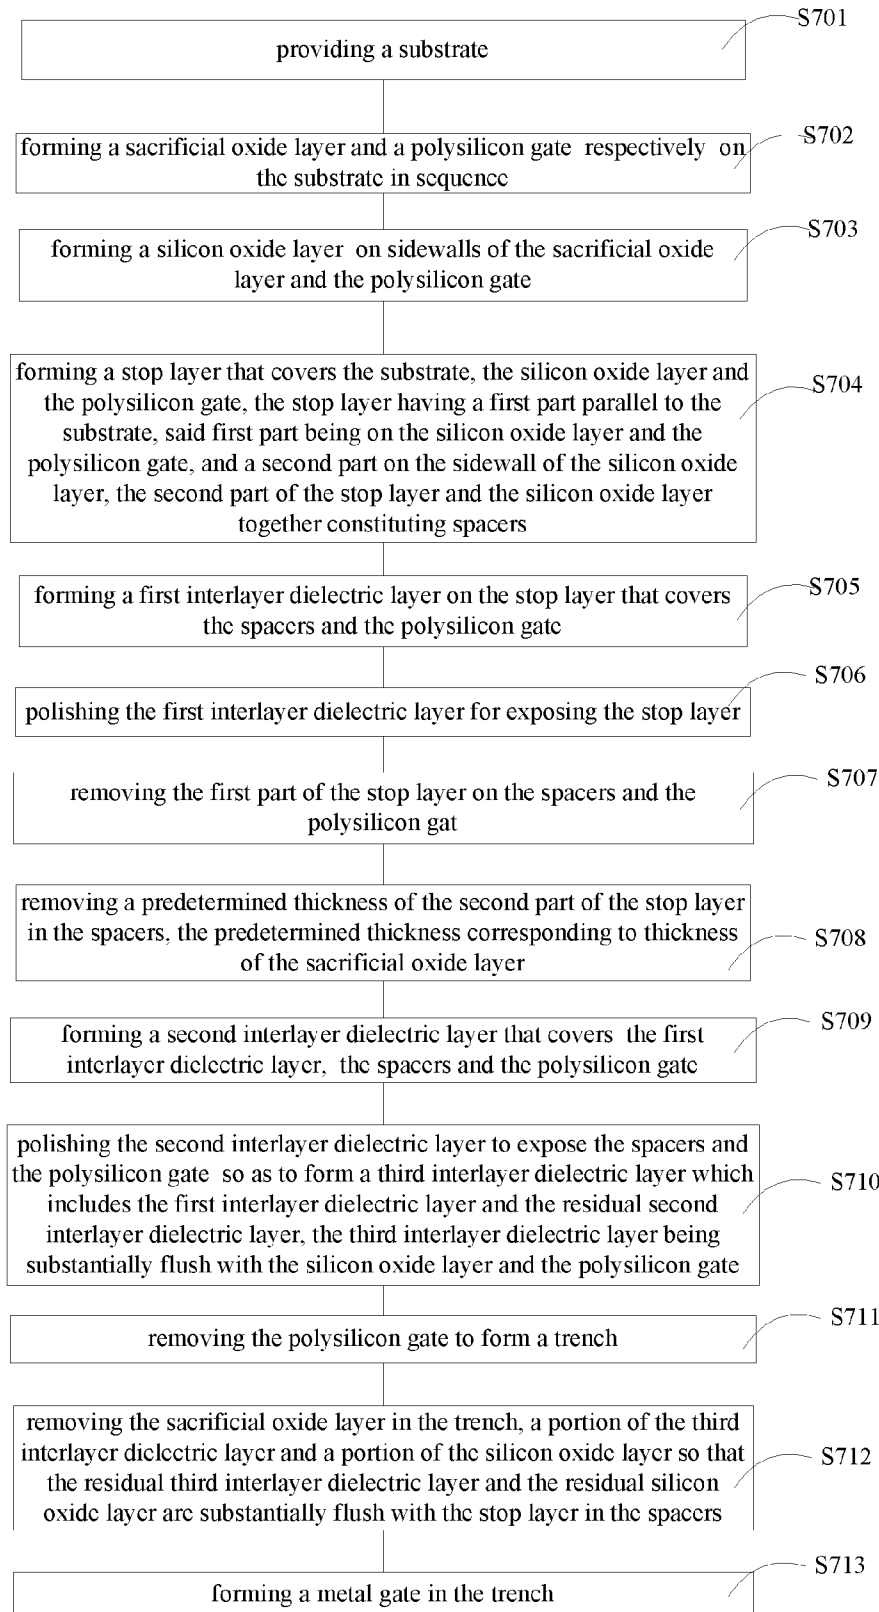 S701
providing a substrate
S702
forming a sacrificial oxide layer and a polysilicon gate respectively on
the substrate in sequence
S703
forming a silicon oxide layer on sidewalls of the sacrificial oxide
layer and the polysilicon gate
S704
forming a stop layer that covers the substrate, the silicon oxide layer and
the polysilicon gate, the stop layer having a first part parallel to the
substrate, said first part being on the silicon oxide layer and the
polysilicon gate, and a second part on the sidewall of the silicon oxide
layer, the second part of the stop layer and the silicon oxide layer
together constituting spacers
S705
forming a first interlayer dielectric layer on the stop layer that covers
the spacers and the polysilicon gate
S706
polishing the first interlayer dielectric layer for exposing the stop layer
S707
removing the first part of the stop layer on the spacers and the
polysilicon gat
S708
removing a predetermined thickness of the second part of the stop layer
in the spacers, the predetermined thickness corresponding to thickness
of the sacrificial oxide layer
S709
forming a second interlayer dielectric layer that covers the first
interlayer dielectric layer, the spacers and the polysilicon gate
S710
polishing the second interlayer dielectric layer to expose the spacers and
the polysilicon gate so as to form a third interlayer dielectric layer which
includes the first interlayer dielectric layer and the residual second
interlayer dielectric layer, the third interlayer dielectric layer being
substantially flush with the silicon oxide layer and the polysilicon gate
S711
removing the polysilicon gate to form a trench
S712
removing the sacrificial oxide layer in the trench, a portion of the third
interlayer dielectric layer and a portion of the silicon oxide layer so that
the residual third interlayer dielectric layer and the residual silicon
oxide layer are substantially flush with the stop layer in the spacers
S713
forming a metal gate in the trench